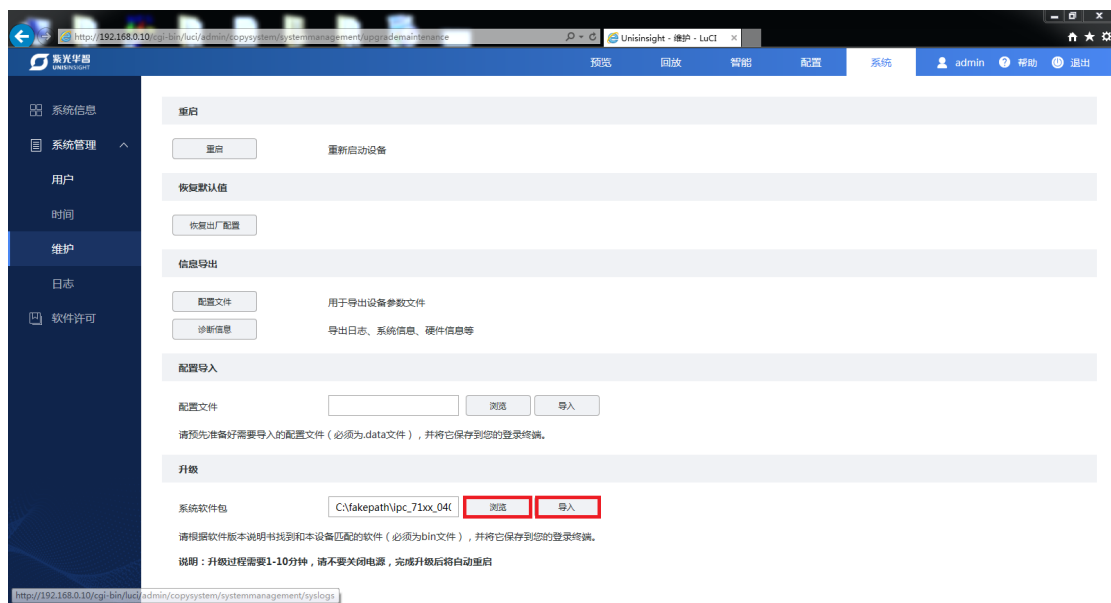 http://192.168.0.10/cgi-bin/luci/admin/copysystem/systemmanagement/upgrademaintenance
Unisinsight - 维护 - LuCI
紫光华智
UNISINSIGHT
预览 回放 智能 配置 系统 admin 帮助 退出
系统信息
系统管理
用户
时间
维护
日志
软件许可
重启
重启 重新启动设备
恢复默认值
恢复出厂配置
信息导出
配置文件 用于导出设备参数文件
诊断信息 导出日志、系统信息、硬件信息等
配置导入
配置文件 浏览 导入
请预先准备好需要导入的配置文件（必须为.data文件），并将它保存到您的登录终端。
升级
系统软件包 C:\fakepath\ipc_71xx_04( 浏览 导入
请根据软件版本说明书找到和本设备匹配的软件（必须为bin文件），并将它保存到您的登录终端。
说明：升级过程需要1-10分钟，请不要关闭电源，完成升级后将自动重启
http://192.168.0.10/cgi-bin/luci/admin/copysystem/systemmanagement/syslogs